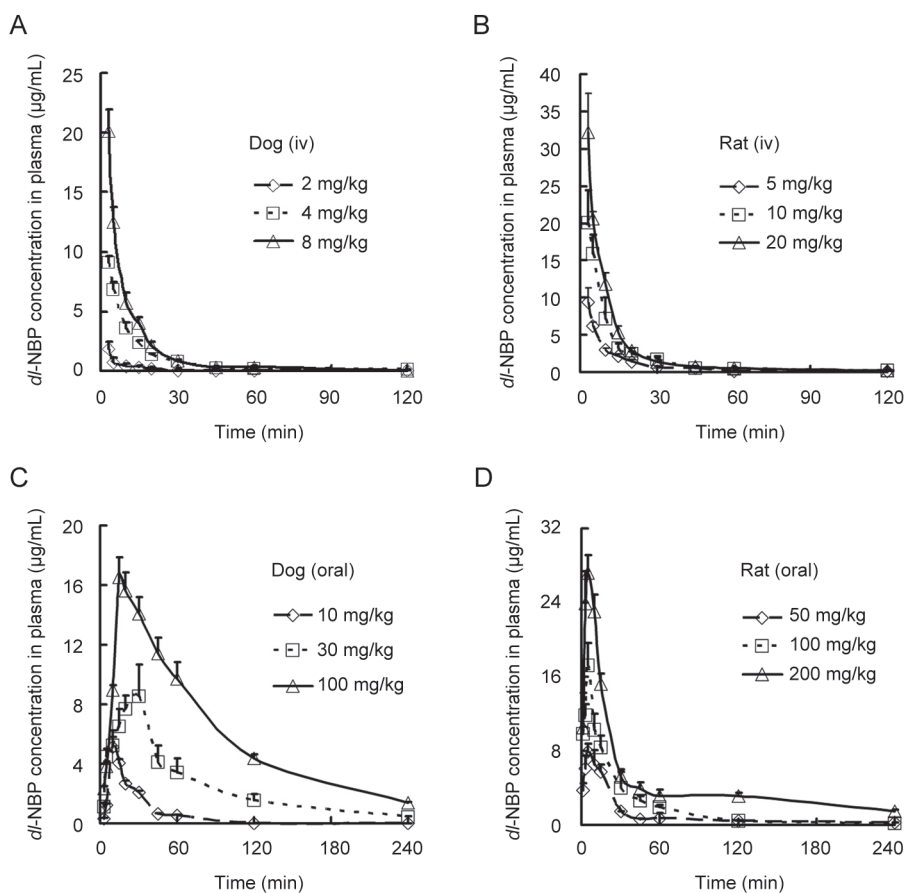 A
dl-NBP concentration in plasma (µg/mL)
25
20
15
10
5
0
0
30
60
90
120
Time (min)
Dog (iv)
2 mg/kg
4 mg/kg
8 mg/kg
B
dl-NBP concentration in plasma (µg/mL)
40
35
30
25
20
15
10
5
0
0
30
60
90
120
Time (min)
Rat (iv)
5 mg/kg
10 mg/kg
20 mg/kg
C
dl-NBP concentration in plasma (µg/mL)
20
16
12
8
4
0
0
60
120
180
240
Time (min)
Dog (oral)
10 mg/kg
30 mg/kg
100 mg/kg
D
dl-NBP concentration in plasma (µg/mL)
32
24
16
8
0
0
60
120
180
240
Time (min)
Rat (oral)
50 mg/kg
100 mg/kg
200 mg/kg